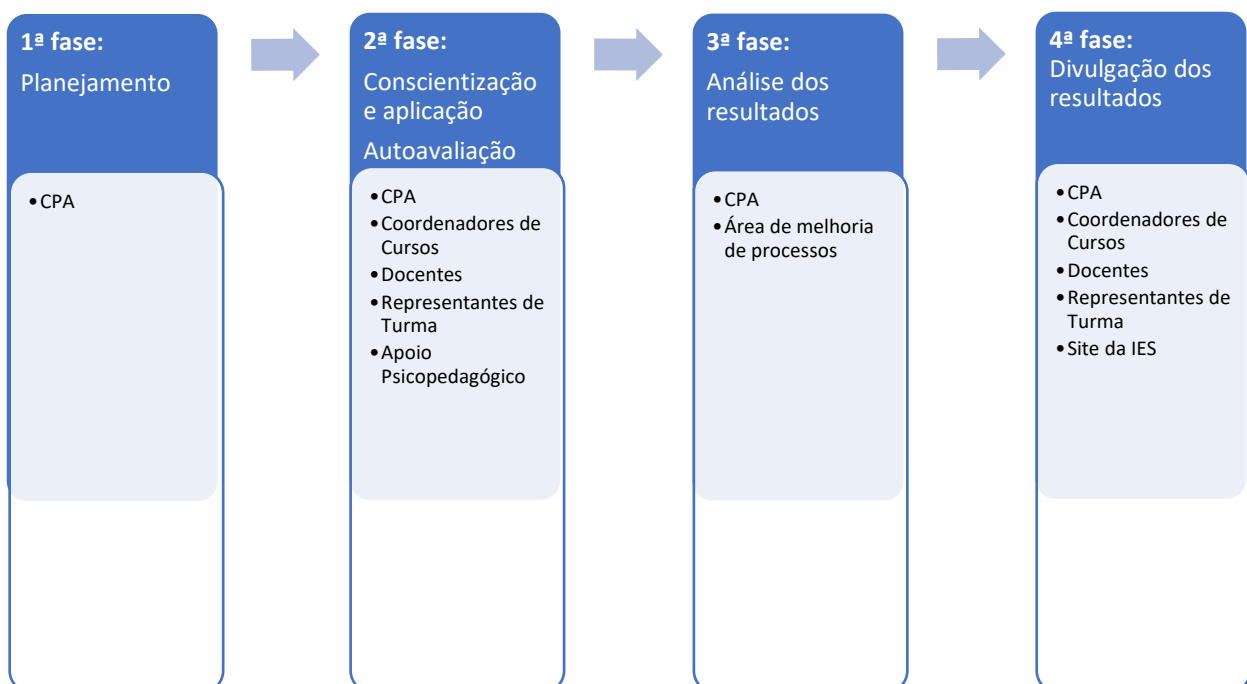 1ª fase:
Planejamento
• CPA
2ª fase:
Conscientização
e aplicação
Autoavaliação
• CPA
• Coordenadores de
Cursos
• Docentes
• Representantes de
Turma
• Apoio
Psicopedagógico
3ª fase:
Análise dos
resultados
• CPA
• Área de melhoria
de processos
4ª fase:
Divulgação dos
resultados
• CPA
• Coordenadores de
Cursos
• Docentes
• Representantes de
Turma
• Site da IES